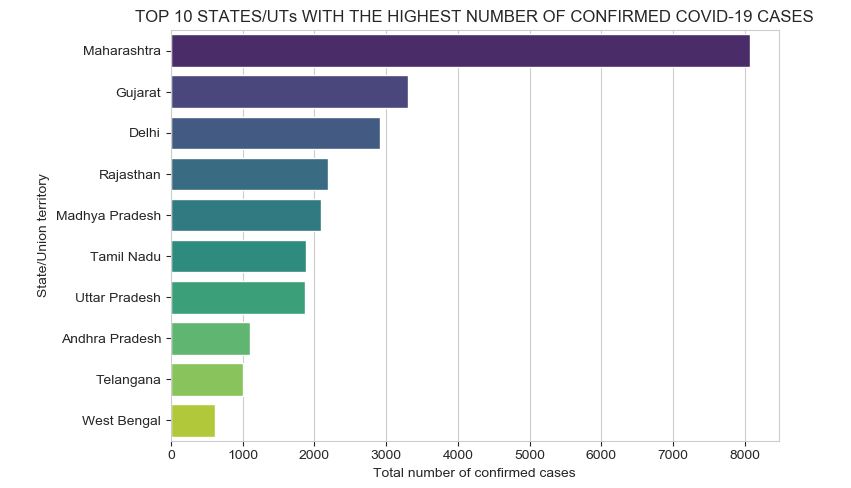 TOP 10 STATES/UTs WITH THE HIGHEST NUMBER OF CONFIRMED COVID-19 CASES
State/Union territory
Maharashtra
Gujarat
Delhi
Rajasthan
Madhya Pradesh
Tamil Nadu
Uttar Pradesh
Andhra Pradesh
Telangana
West Bengal
0 1000 2000 3000 4000 5000 6000 7000 8000
Total number of confirmed cases